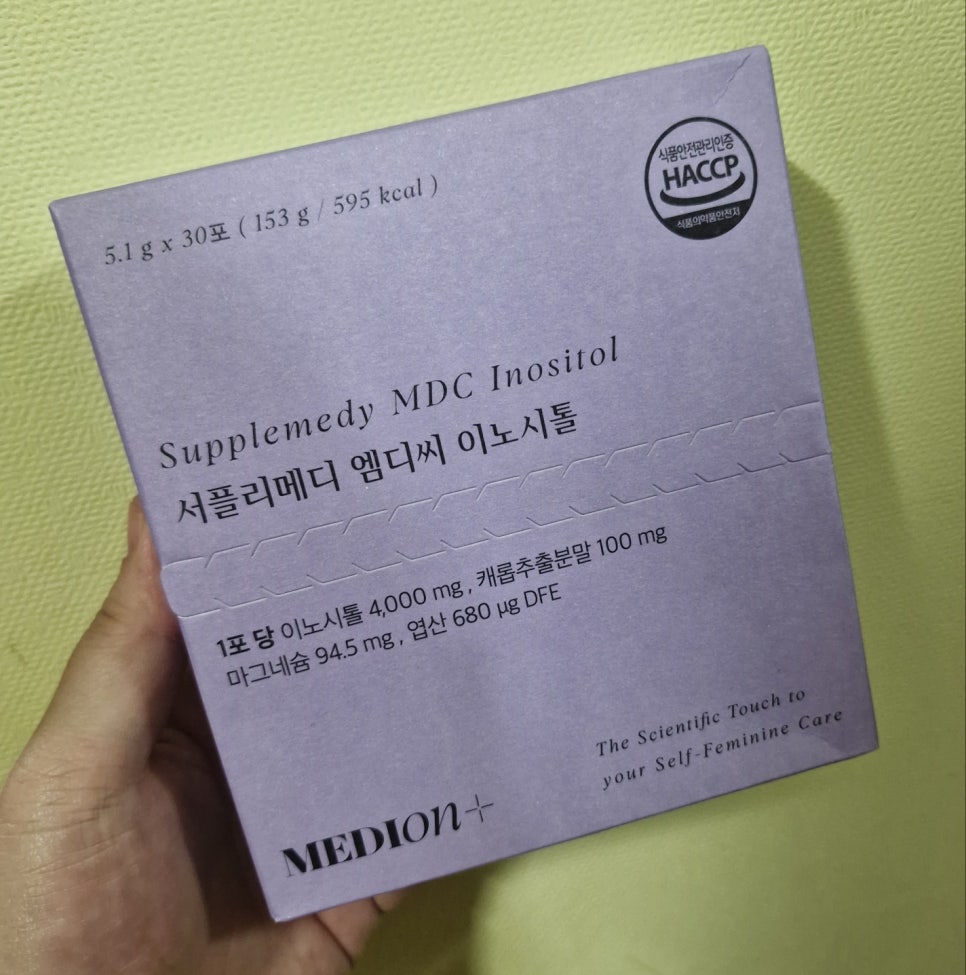 5.1 g x 30포 ( 153 g / 595 kcal )
식품안전관리인증
HACCP
식품의약품안전처
Supplemedy MDC Inositol
서플리메디 엠디씨 이노시톨
1포 당 이노시톨 4,000 mg , 캐롭추출분말 100 mg
마그네슘 94.5 mg , 엽산 680 µg DFE
The Scientific Touch to
your Self-Feminine Care
MEDION+